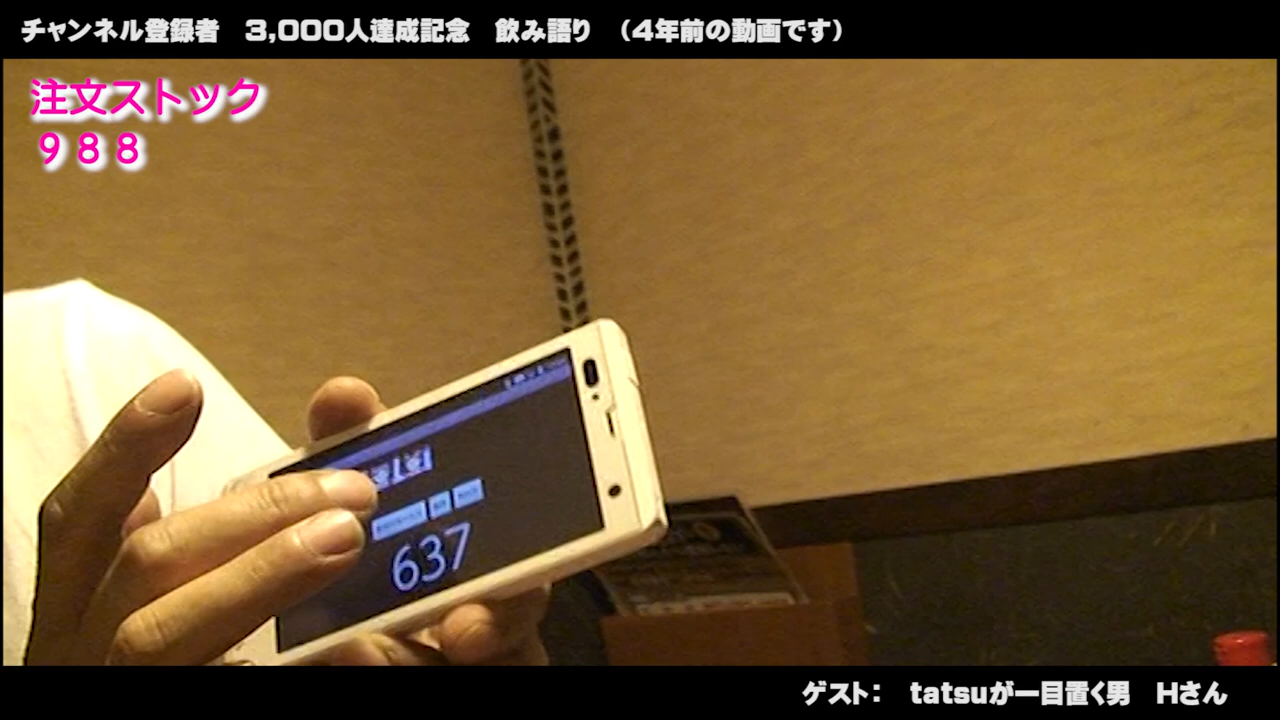 チャンネル登録者　3,000人達成記念　飲み語り　（4年前の動画です）
注文ストック
９８８
637
ゲスト：　tatsuが一目置く男　Hさん